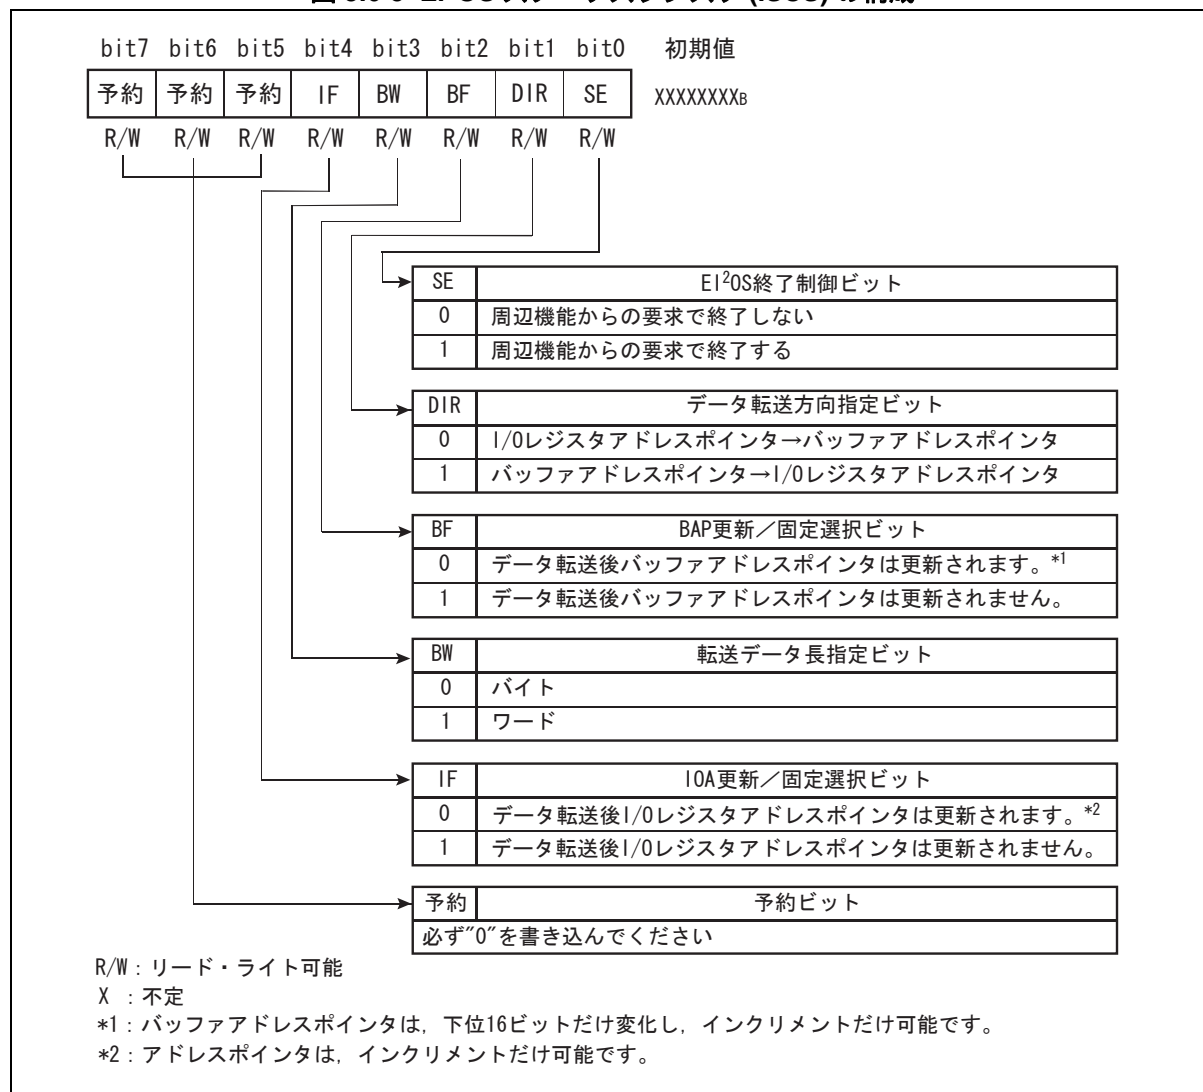 bit7 bit6 bit5 bit4 bit3 bit2 bit1 bit0 初期値
予約 予約 予約 IF BW BF DIR SE XXXXXXXXB
R/W R/W R/W R/W R/W R/W R/W R/W
SE EI²OS終了制御ビット
0 周辺機能からの要求で終了しない
1 周辺機能からの要求で終了する
DIR データ転送方向指定ビット
0 I/Oレジスタアドレスポインタ→バッファアドレスポインタ
1 バッファアドレスポインタ→I/Oレジスタアドレスポインタ
BF BAP更新／固定選択ビット
0 データ転送後バッファアドレスポインタは更新されます。*1
1 データ転送後バッファアドレスポインタは更新されません。
BW 転送データ長指定ビット
0 バイト
1 ワード
IF IOA更新／固定選択ビット
0 データ転送後I/Oレジスタアドレスポインタは更新されます。*2
1 データ転送後I/Oレジスタアドレスポインタは更新されません。
予約 予約ビット
必ず"0"を書き込んでください
R/W：リード・ライト可能
X ：不定
*1：バッファアドレスポインタは，下位16ビットだけ変化し，インクリメントだけ可能です。
*2：アドレスポインタは，インクリメントだけ可能です。